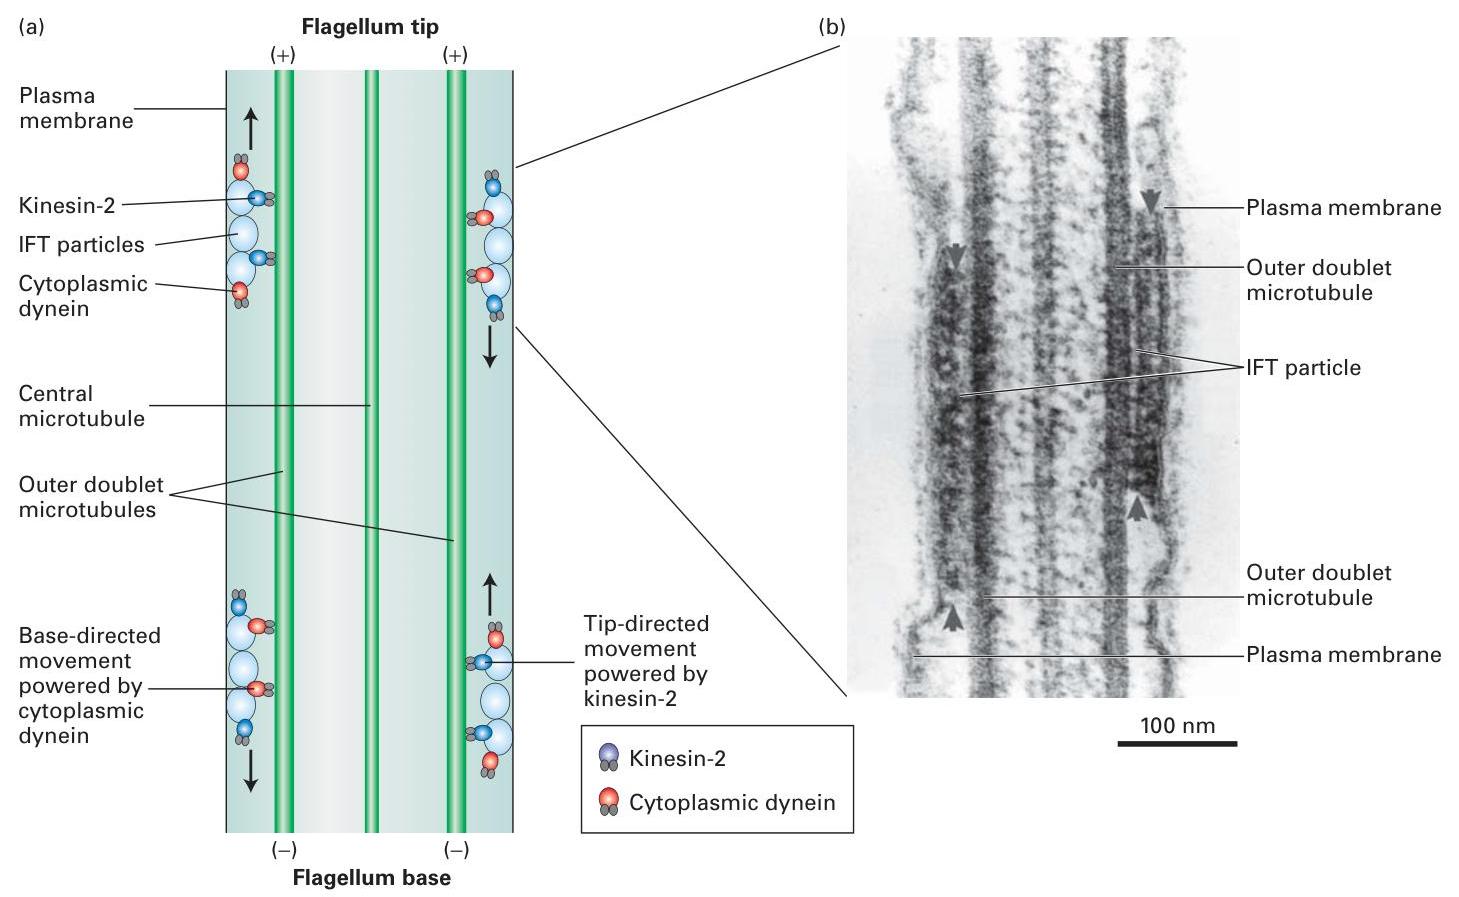 (a)
Flagellum tip
(+)
(+)
Plasma
membrane
Kinesin-2
IFT particles
Cytoplasmic
dynein
Central
microtubule
Outer doublet
microtubules
Base-directed
movement
powered by
cytoplasmic
dynein
Tip-directed
movement
powered by
kinesin-2
Kinesin-2
Cytoplasmic dynein
(−)
(−)
Flagellum base
(b)
Plasma membrane
Outer doublet
microtubule
IFT particle
Outer doublet
microtubule
Plasma membrane
100 nm